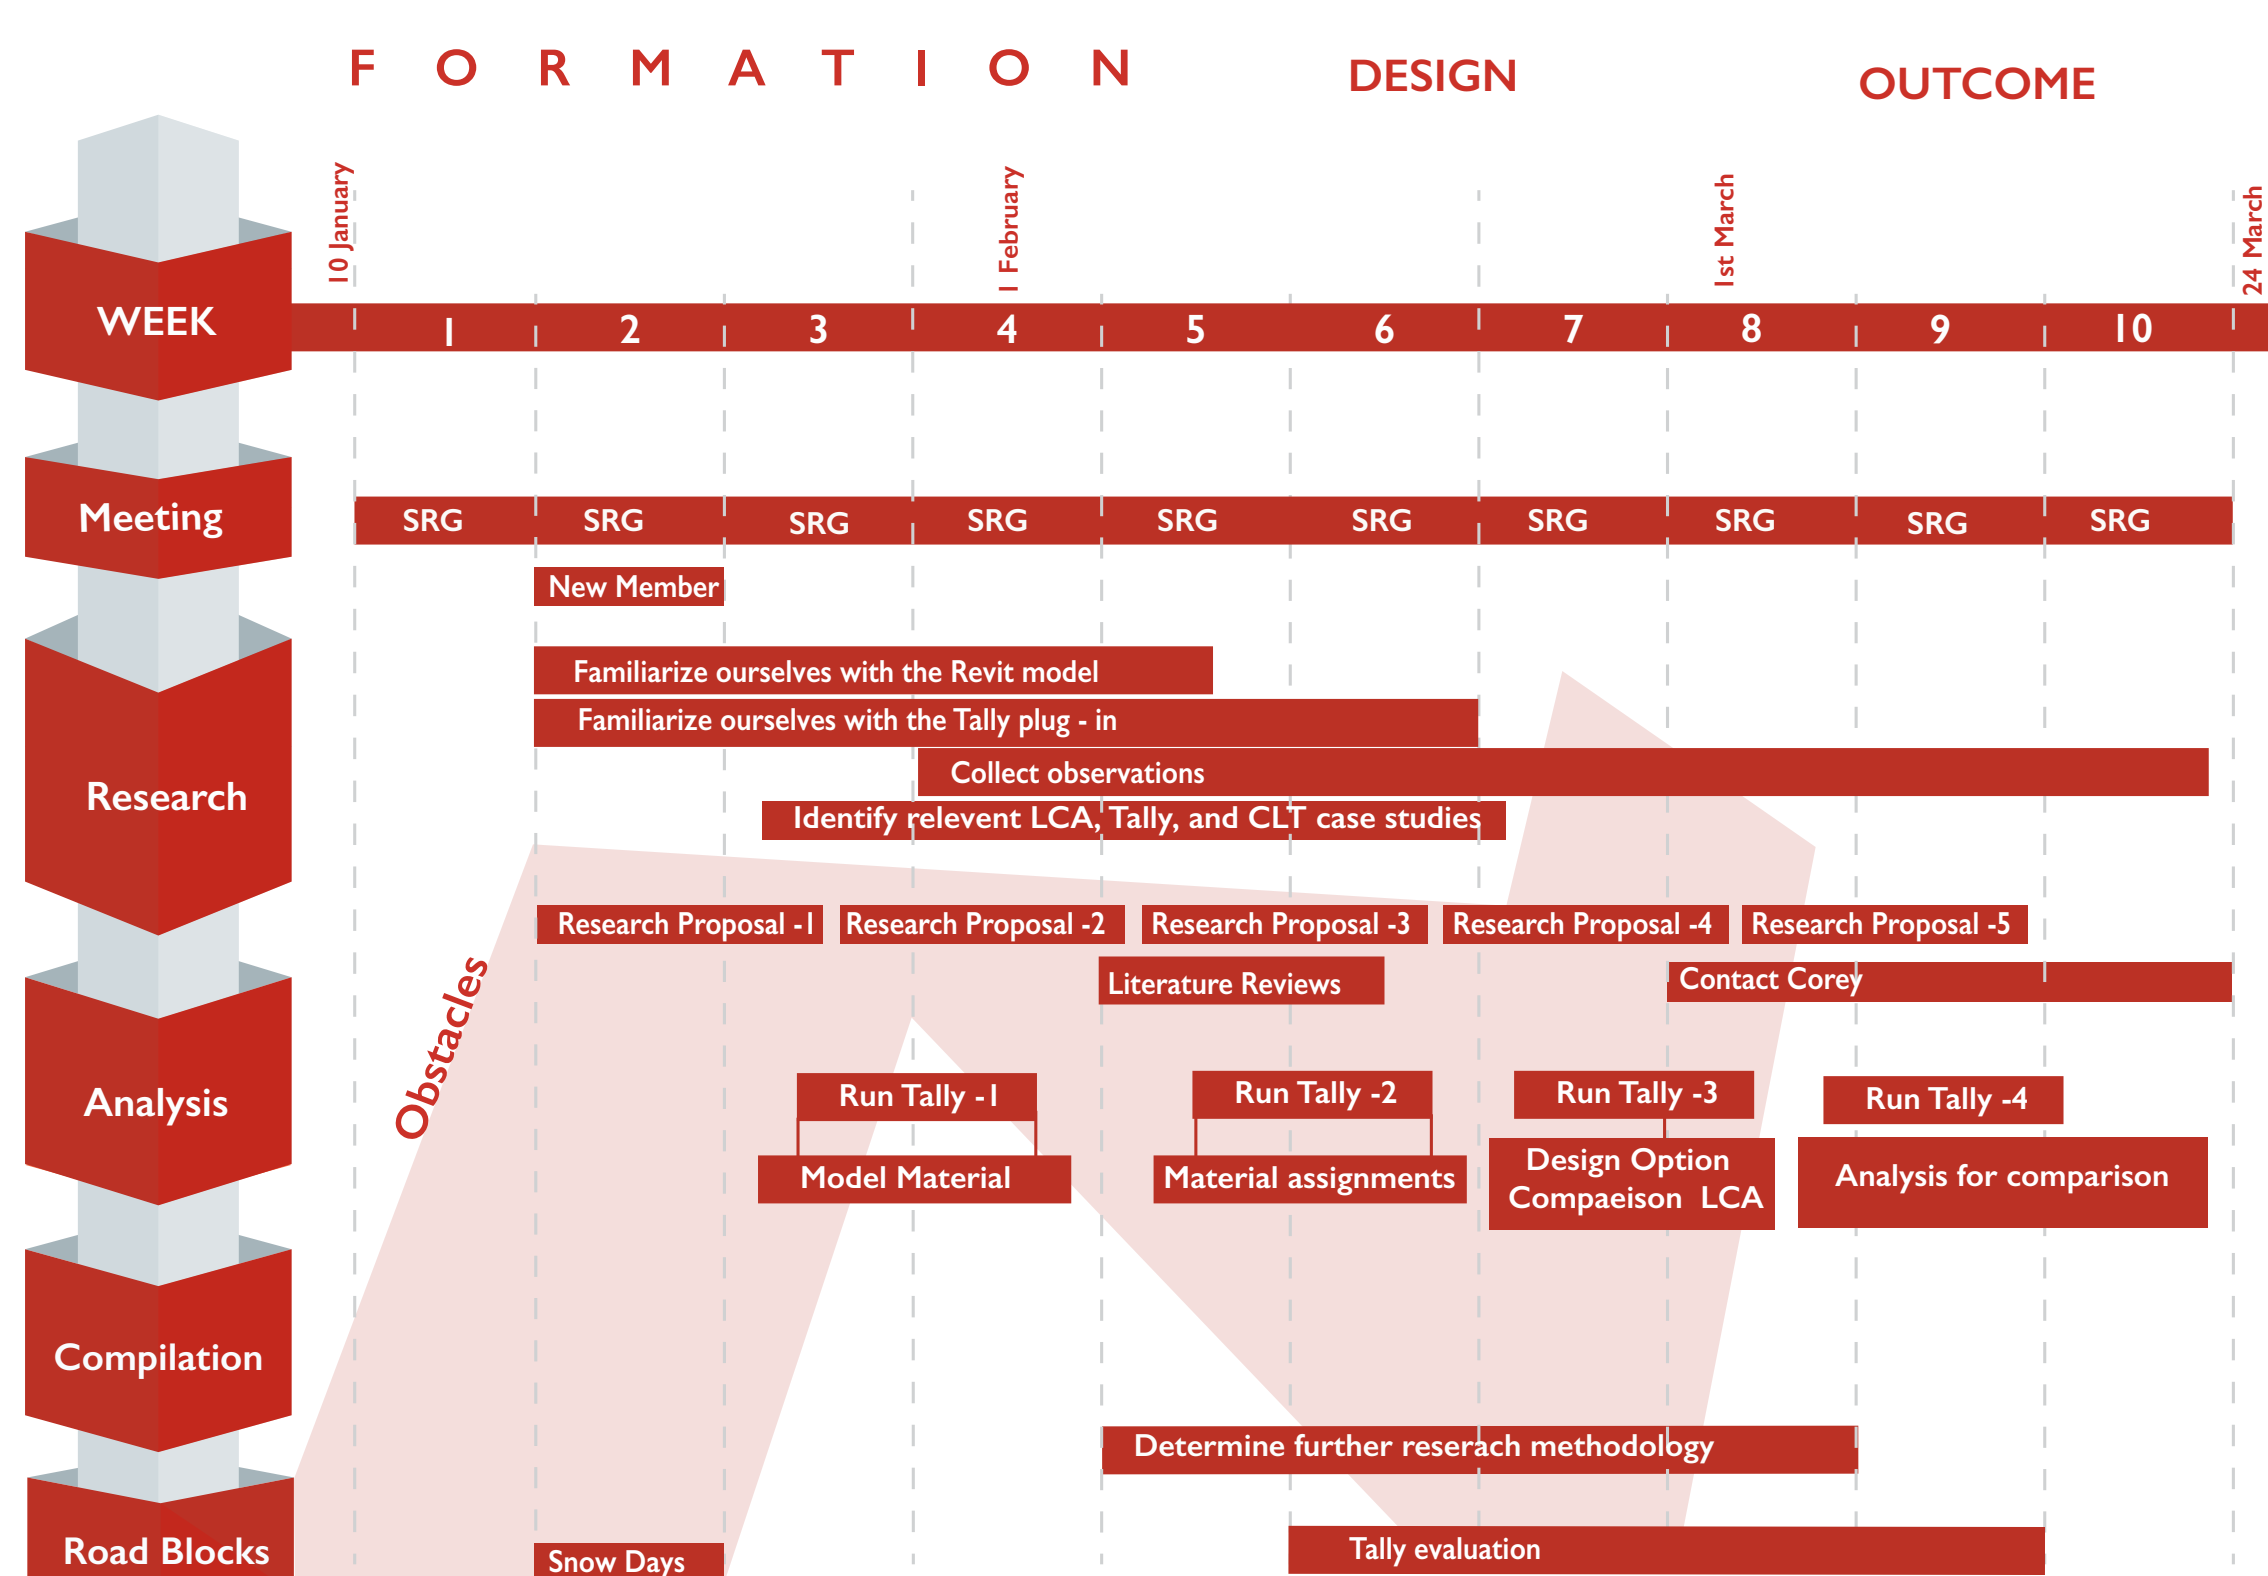 FORMATION
DESIGN
OUTCOME
10 January
1 February
1st March
24 March
WEEK
1 2 3 4 5 6 7 8 9 10
Meeting
SRG SRG SRG SRG SRG SRG SRG SRG SRG SRG
New Member
Research
Familiarize ourselves with the Revit model
Familiarize ourselves with the Tally plug - in
Collect observations
Identify relevent LCA, Tally, and CLT case studies
Research Proposal -1
Research Proposal -2
Research Proposal -3
Research Proposal -4
Research Proposal -5
Literature Reviews
Contact Corey
Obstacles
Analysis
Run Tally -1
Run Tally -2
Run Tally -3
Run Tally -4
Model Material
Material assignments
Design Option
Compaeison LCA
Analysis for comparison
Compilation
Determine further reserach methodology
Road Blocks
Snow Days
Tally evaluation